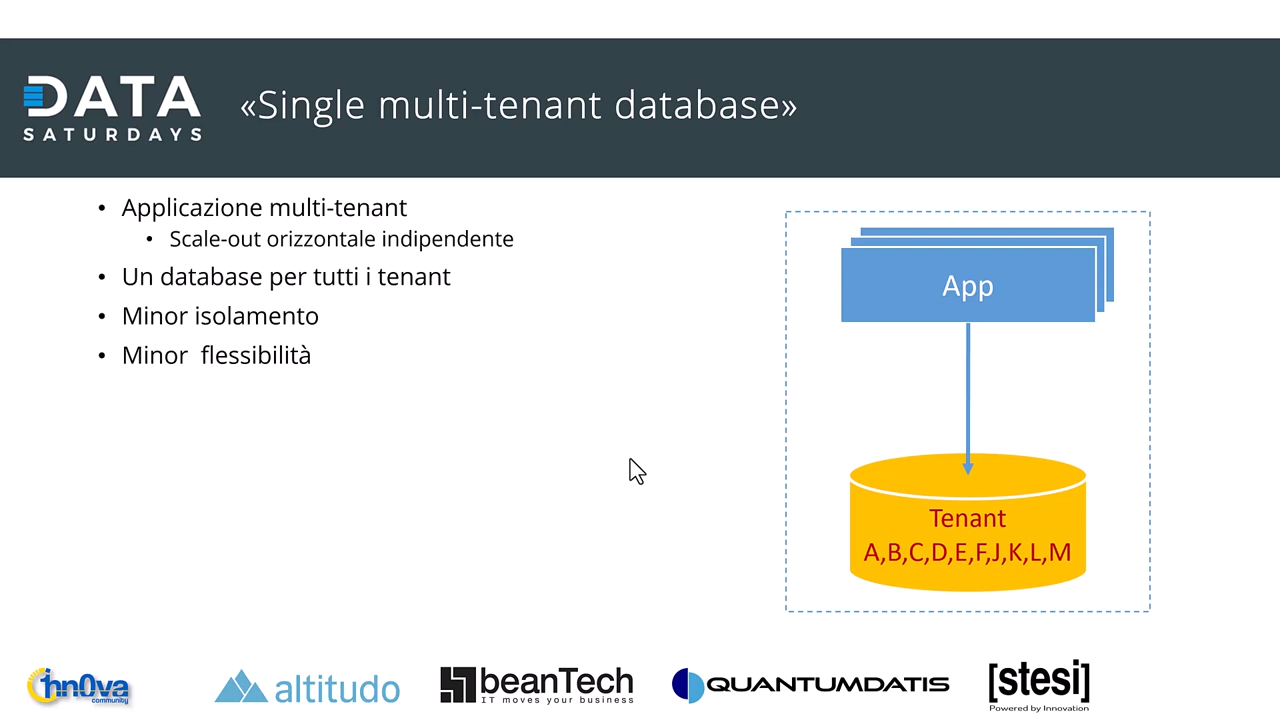 DATA
SATURDAYS
«Single multi-tenant database»
• Applicazione multi-tenant
• Scale-out orizzontale indipendente
• Un database per tutti i tenant
• Minor isolamento
• Minor flessibilità
App
Tenant
A,B,C,D,E,F,J,K,L,M
1nn0va
community
altitudo
beanTech
IT moves your business
QUANTUMDATIS
[stesi]
Powered by Innovation